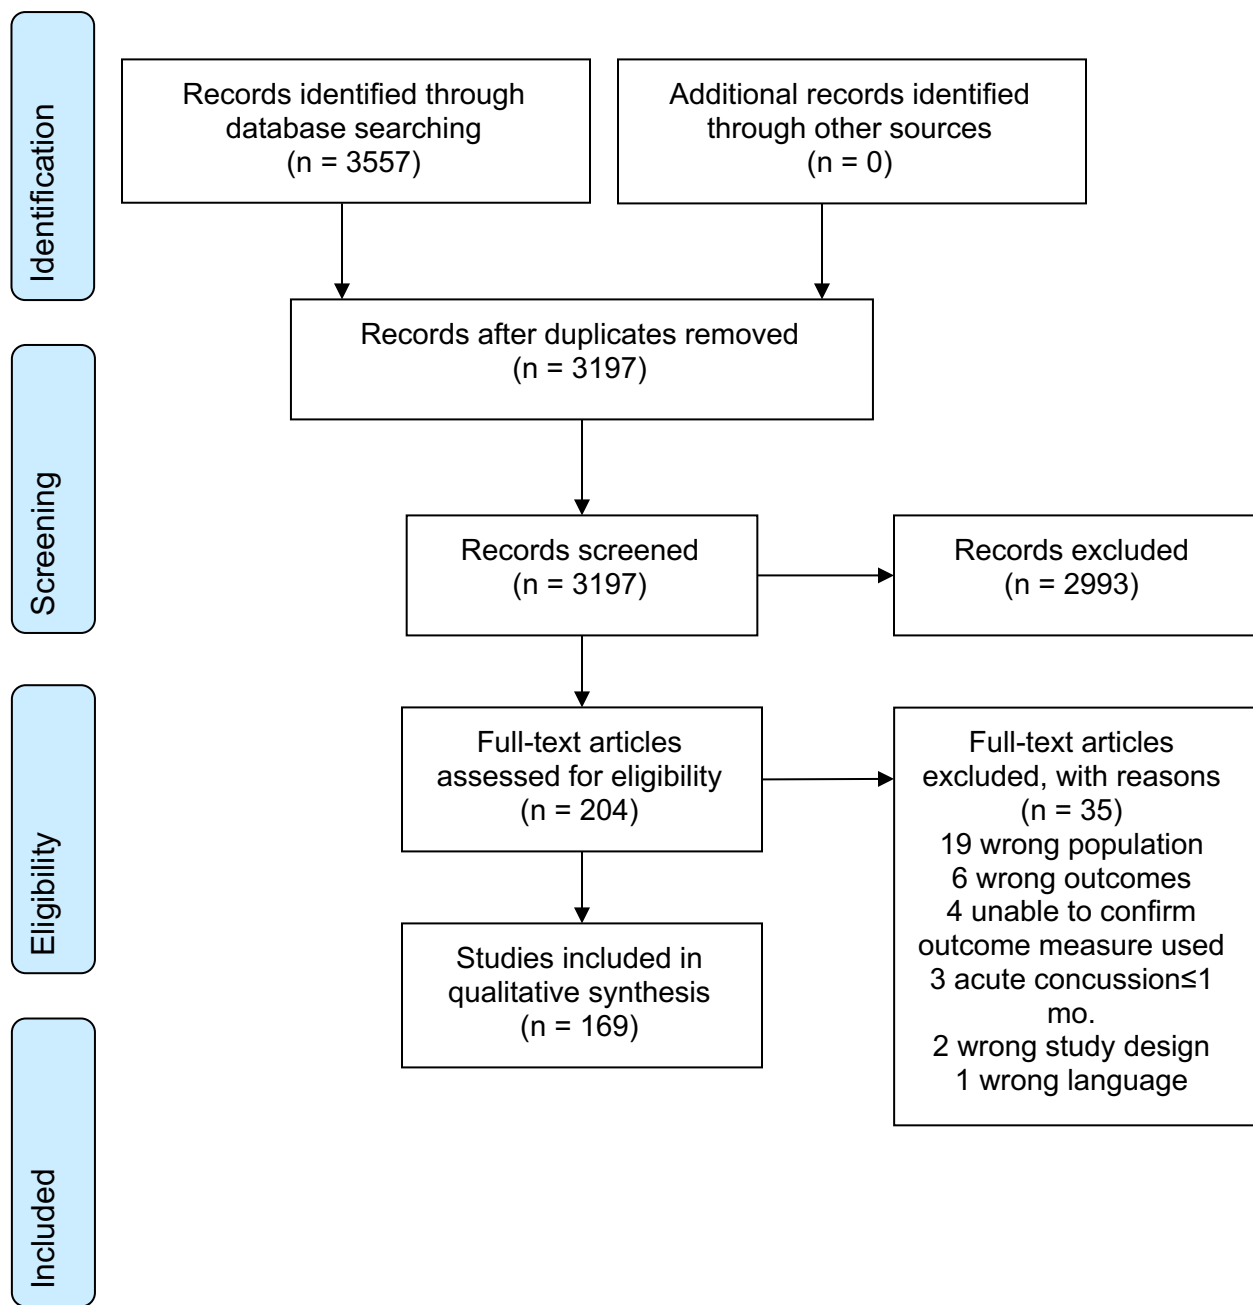 Identification
Records identified through
database searching
(n = 3557)
Additional records identified
through other sources
(n = 0)
Records after duplicates removed
(n = 3197)
Screening
Records screened
(n = 3197)
Records excluded
(n = 2993)
Eligibility
Full-text articles
assessed for eligibility
(n = 204)
Full-text articles
excluded, with reasons
(n = 35)
19 wrong population
6 wrong outcomes
4 unable to confirm
outcome measure used
3 acute concussion≤1
mo.
2 wrong study design
1 wrong language
Studies included in
qualitative synthesis
(n = 169)
Included